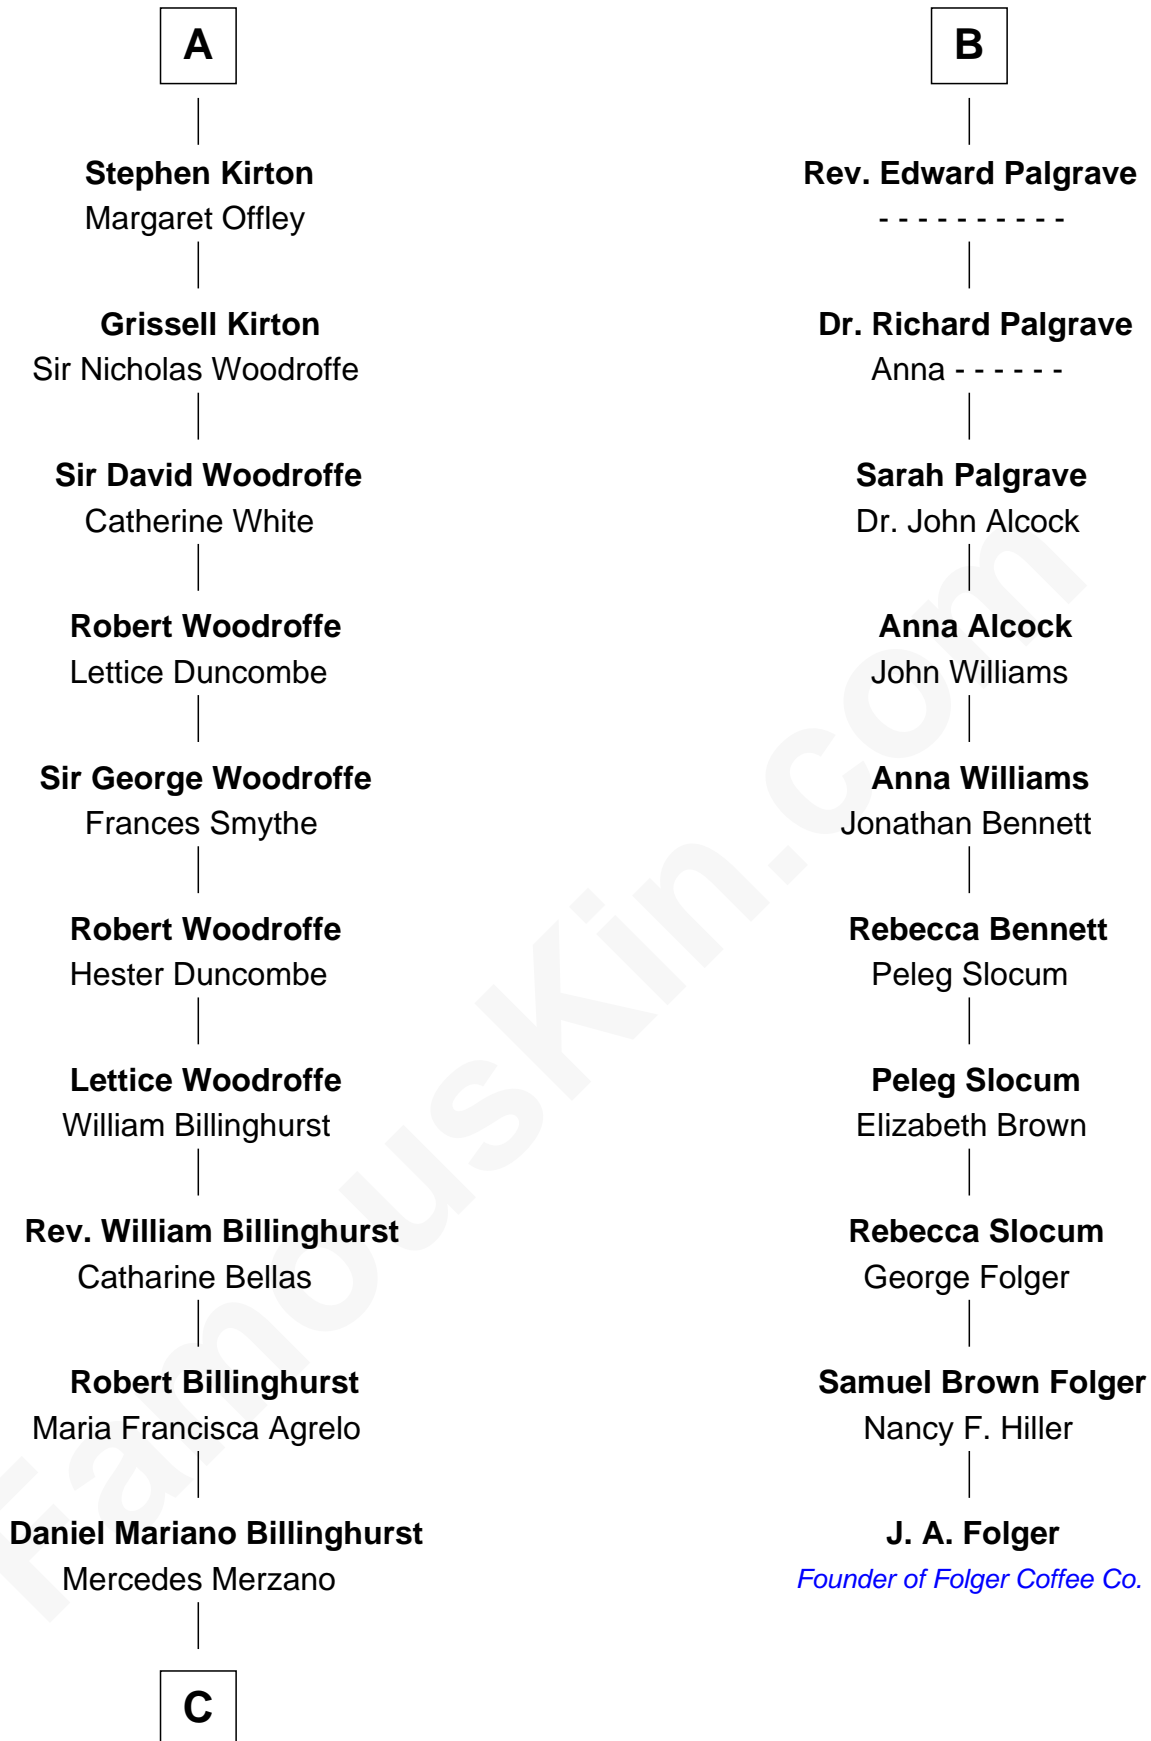 A
Stephen Kirton
Margaret Offley
Grissell Kirton
Sir Nicholas Woodroffe
Sir David Woodroffe
Catherine White
Robert Woodroffe
Lettice Duncombe
Sir George Woodroffe
Frances Smythe
Robert Woodroffe
Hester Duncombe
Lettice Woodroffe
William Billinghurst
Rev. William Billinghurst
Catharine Bellas
Robert Billinghurst
Maria Francisca Agrelo
Daniel Mariano Billinghurst
Mercedes Merzano
C
B
Rev. Edward Palgrave
- - - - - - - - - -
Dr. Richard Palgrave
Anna - - - - - -
Sarah Palgrave
Dr. John Alcock
Anna Alcock
John Williams
Anna Williams
Jonathan Bennett
Rebecca Bennett
Peleg Slocum
Peleg Slocum
Elizabeth Brown
Rebecca Slocum
George Folger
Samuel Brown Folger
Nancy F. Hiller
J. A. Folger
Founder of Folger Coffee Co.
FamousKin.com